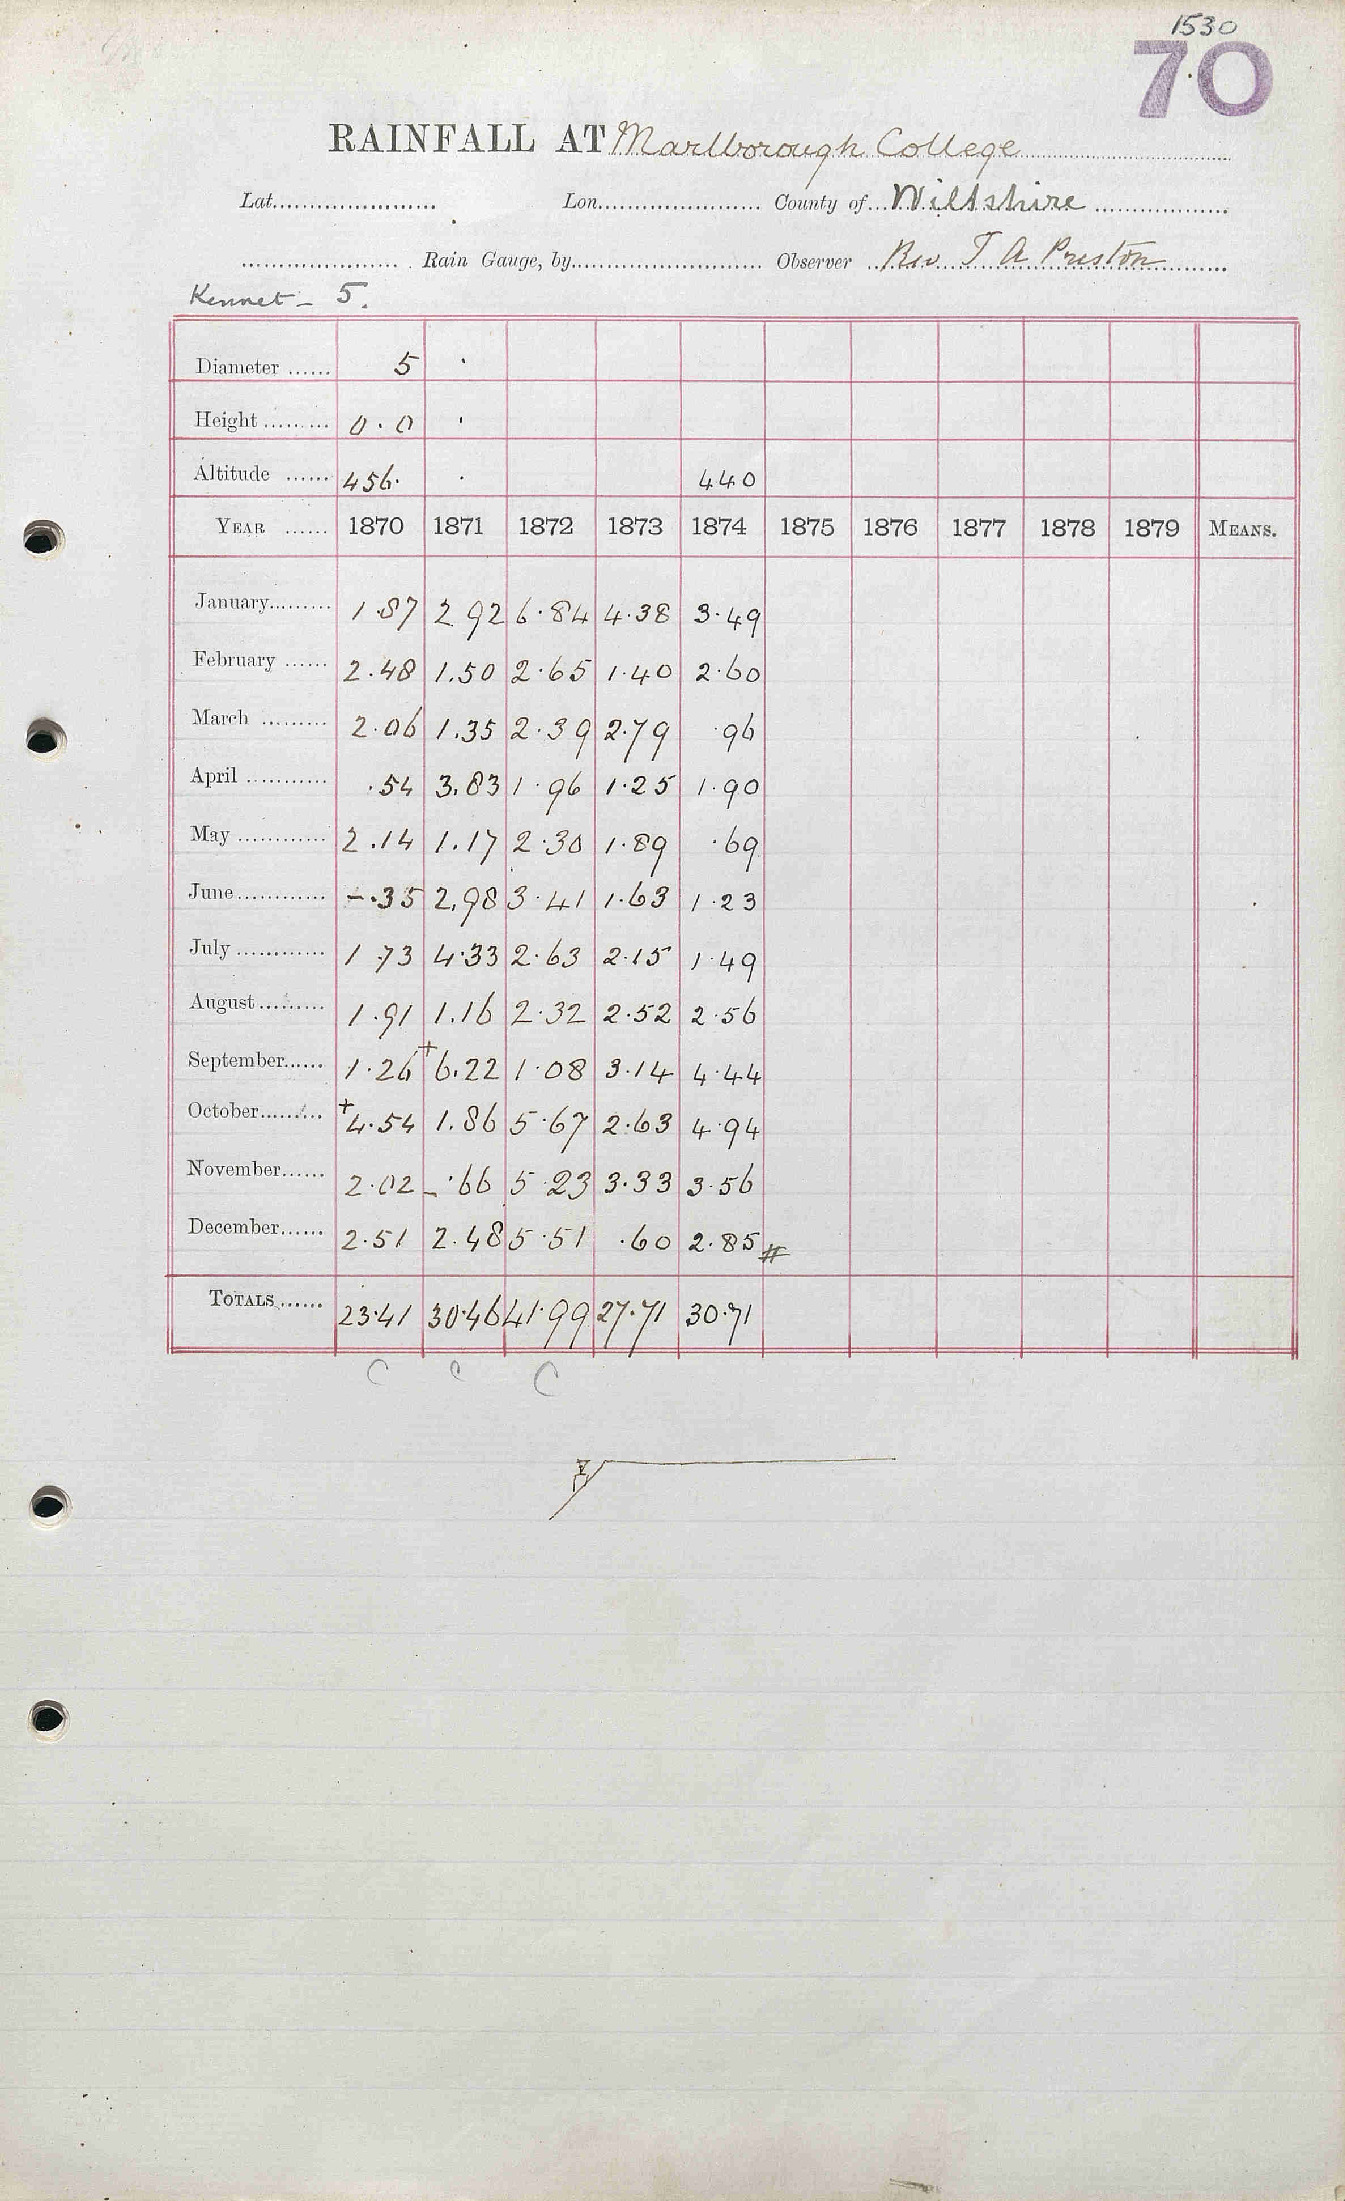 1530
70
RAINFALL AT Marlborough College
Lat. Lon. County of Wiltshire
Rain Gauge, by Observer Rev T A Preston
Kennet - 5.
Diameter 5
Height 0.0
Altitude 456. 440
YEAR 1870 1871 1872 1873 1874 1875 1876 1877 1878 1879 MEANS.
January 1.87 2 92 6.84 4.38 3.49
February 2.48 1.50 2.65 1.40 2.60
March 2.06 1.35 2.39 2.79 .96
April .54 3.83 1.96 1.25 1.90
May 2.14 1.17 2.30 1.89 .69
June -.35 2.98 3.41 1.63 1.23
July 1.73 4.33 2.63 2.15 1.49
August 1.91 1.16 2.32 2.52 2.56
September 1.26 +6.22 1.08 3.14 4.44
October +4.54 1.86 5.67 2.63 4.94
November 2.02 -.66 5.23 3.33 3.56
December 2.51 2.48 5.51 .60 2.85 #
TOTALS 23.41 30.46 41.99 27.71 30.71
C C C